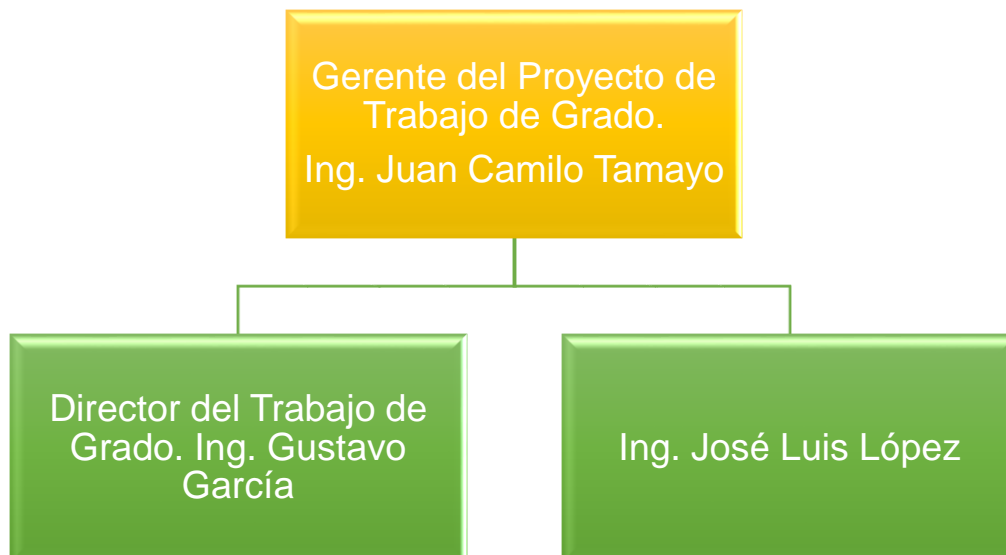 Gerente del Proyecto de
Trabajo de Grado.
Ing. Juan Camilo Tamayo
Director del Trabajo de
Grado. Ing. Gustavo
García
Ing. José Luis López